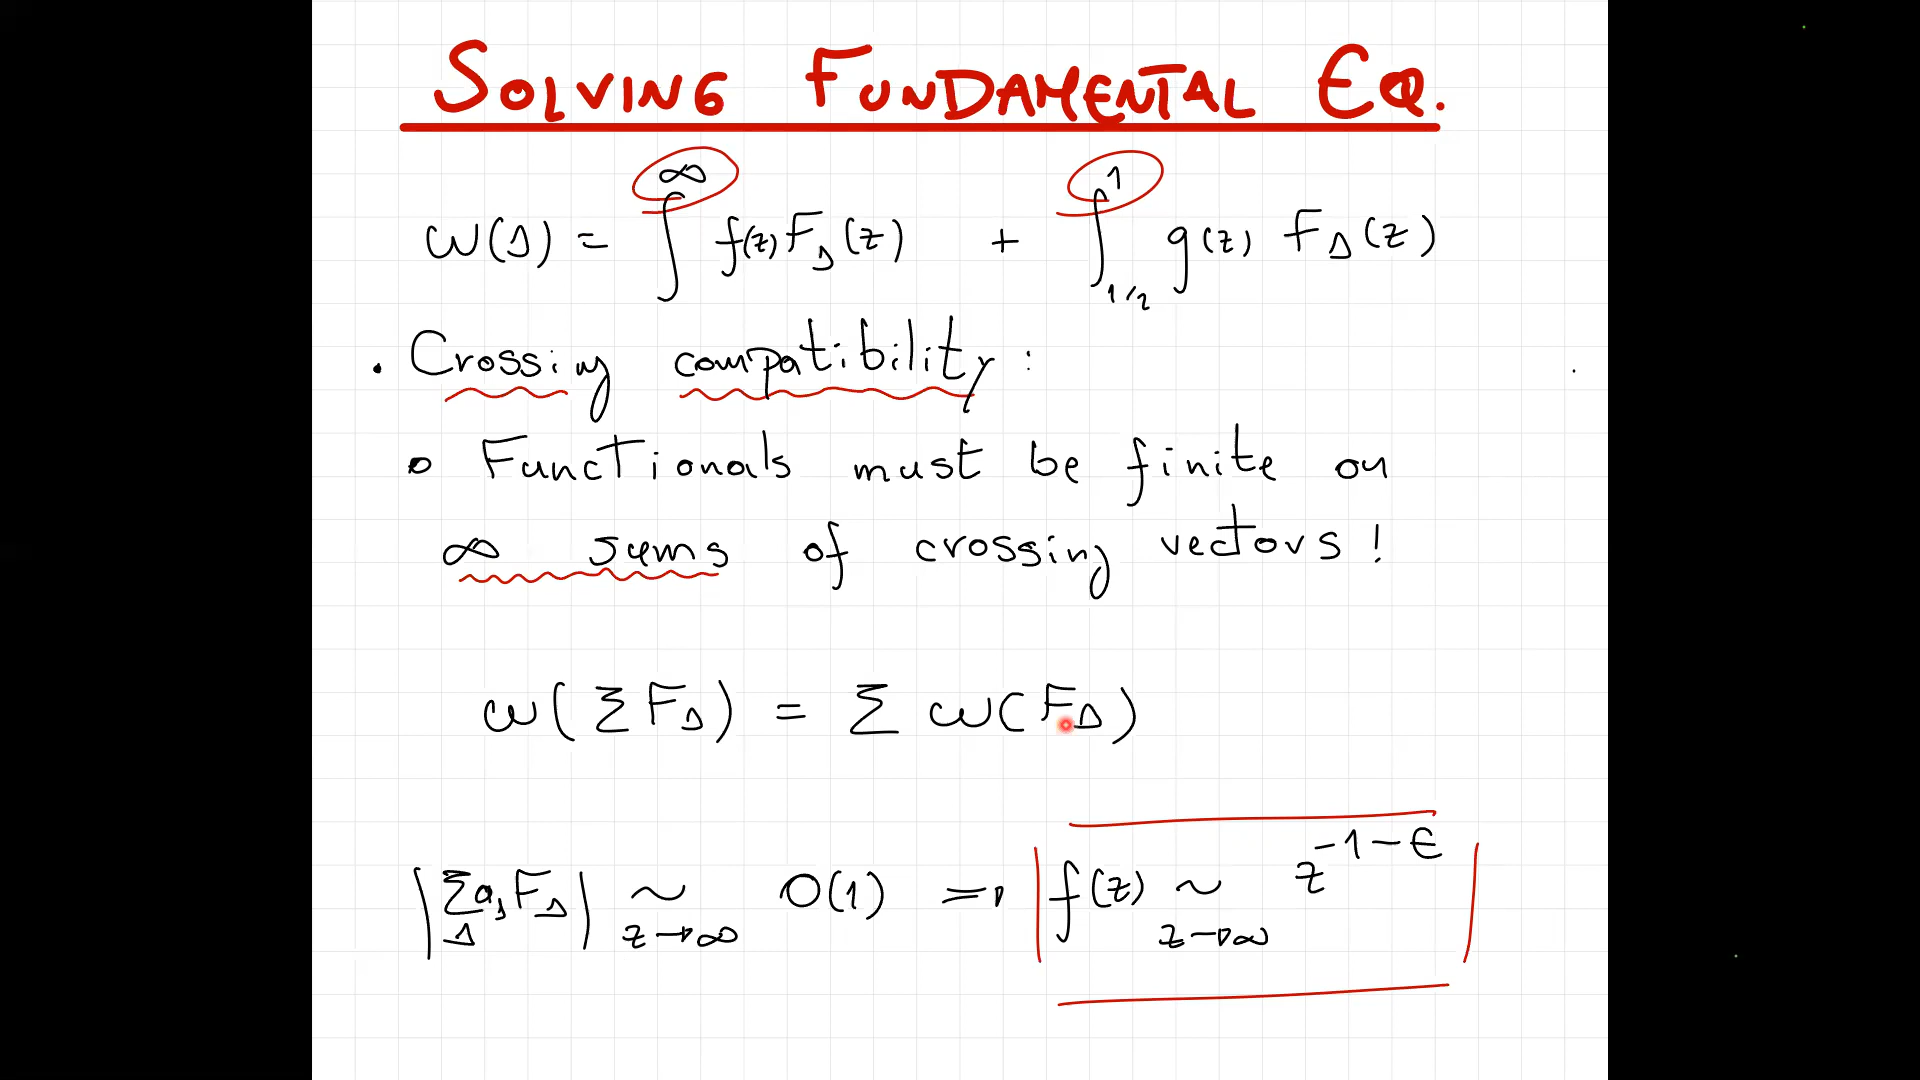 SOLVING FUNDAMENTAL EQ.
ω(Δ) = ∫^∞ f(z) F_Δ(z) + ∫_{1/2}^1 g(z) F_Δ(z)
• Crossing compatibility :
o Functionals must be finite on
∞ sums of crossing vectors!
ω( Σ F_Δ ) = Σ ω( F_Δ )
| Σ_Δ a_Δ F_Δ | ~_{z→∞} O(1) => f(z) ~_{z→∞} z^{-1-ϵ}